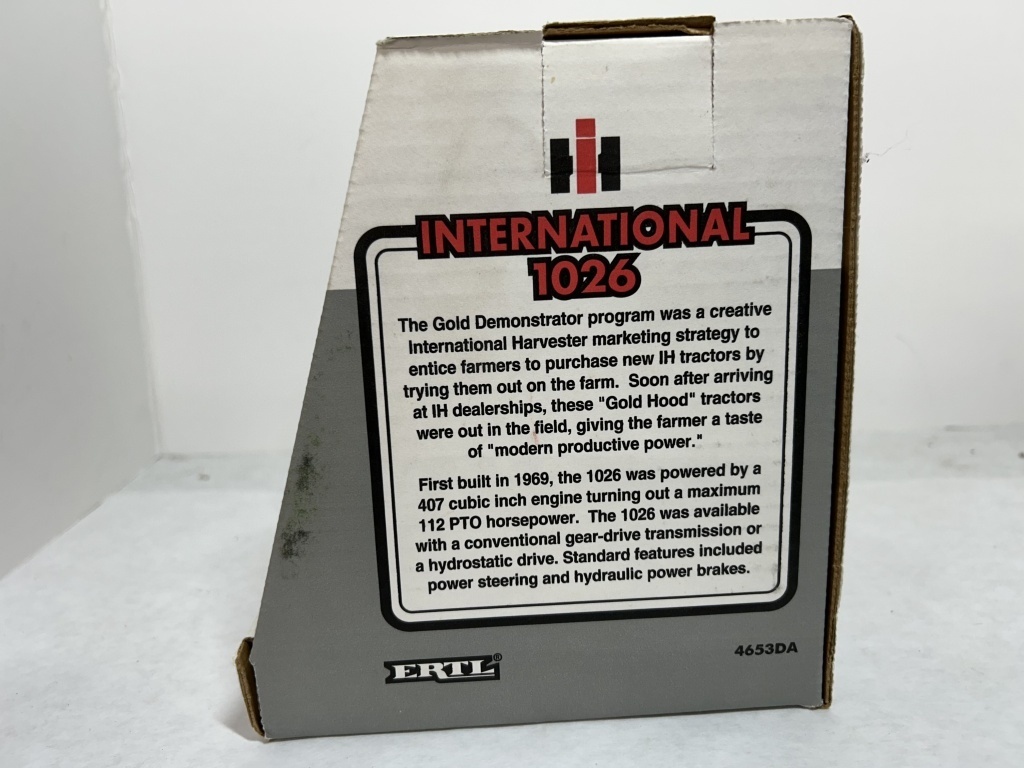 INTERNATIONAL
1026
The Gold Demonstrator program was a creative
International Harvester marketing strategy to
entice farmers to purchase new IH tractors by
trying them out on the farm.  Soon after arriving
at IH dealerships, these "Gold Hood" tractors
were out in the field, giving the farmer a taste
of "modern productive power."
First built in 1969, the 1026 was powered by a
407 cubic inch engine turning out a maximum
112 PTO horsepower.  The 1026 was available
with a conventional gear-drive transmission or
a hydrostatic drive. Standard features included
power steering and hydraulic power brakes.
4653DA
ERTL®